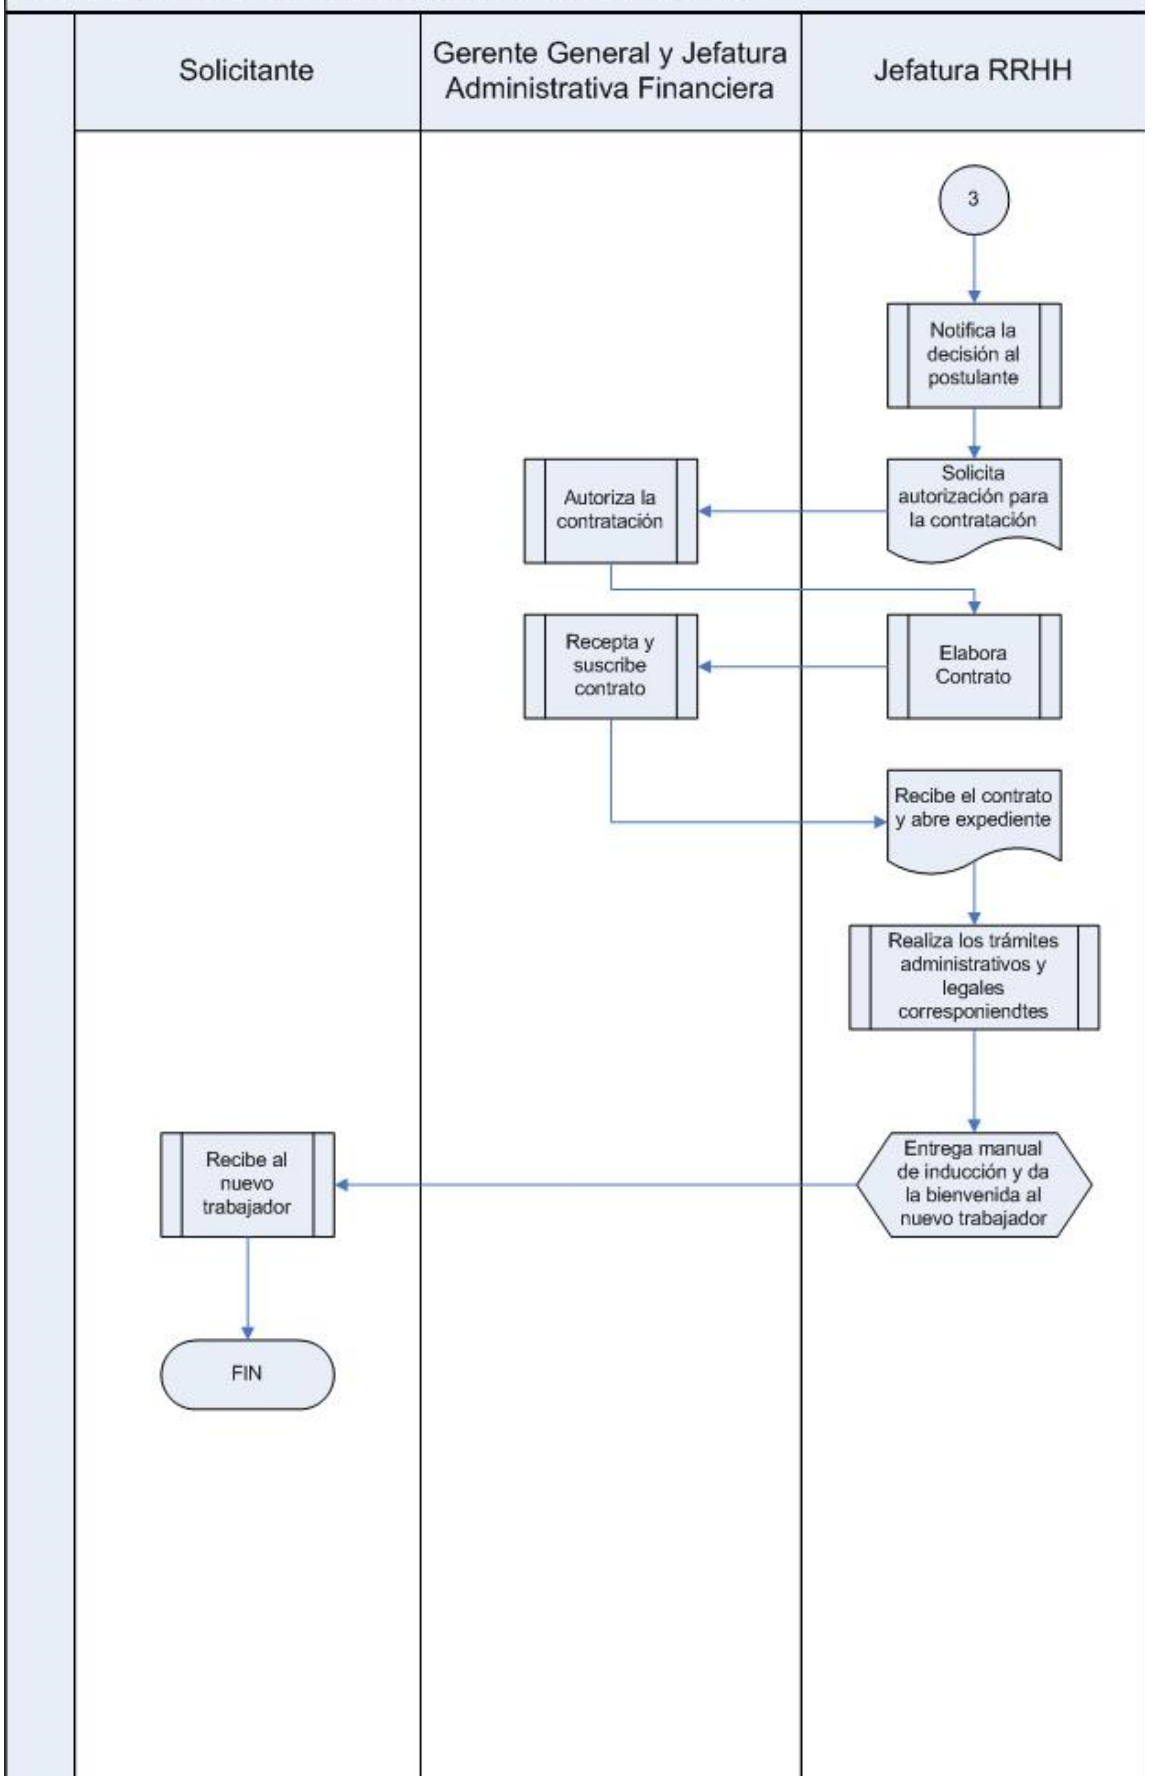 Solicitante
Gerente General y Jefatura
Administrativa Financiera
Jefatura RRHH
3
Notifica la
decisión al
postulante
Solicita
autorización para
la contratación
Autoriza la
contratación
Elabora
Contrato
Recepta y
suscribe
contrato
Recibe el contrato
y abre expediente
Realiza los trámites
administrativos y
legales
corresponiendtes
Entrega manual
de inducción y da
la bienvenida al
nuevo trabajador
Recibe al
nuevo
trabajador
FIN